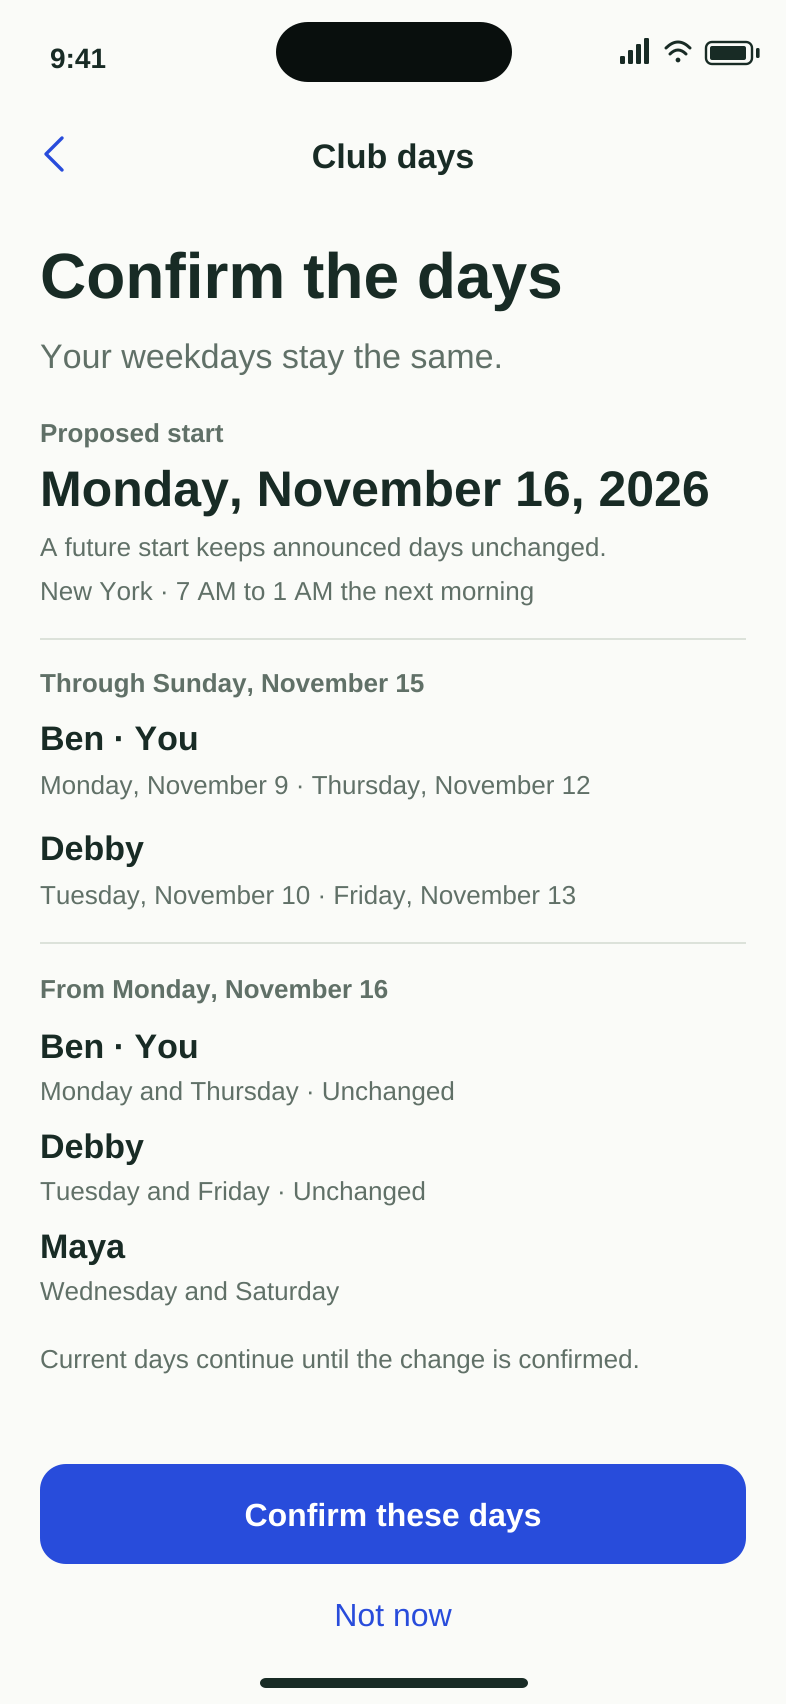 9:41
Club days
Confirm the days
Your weekdays stay the same.
Proposed start
Monday, November 16, 2026
A future start keeps announced days unchanged.
New York · 7 AM to 1 AM the next morning
Through Sunday, November 15
Ben · You
Monday, November 9 · Thursday, November 12
Debby
Tuesday, November 10 · Friday, November 13
From Monday, November 16
Ben · You
Monday and Thursday · Unchanged
Debby
Tuesday and Friday · Unchanged
Maya
Wednesday and Saturday
Current days continue until the change is confirmed.
Confirm these days
Not now